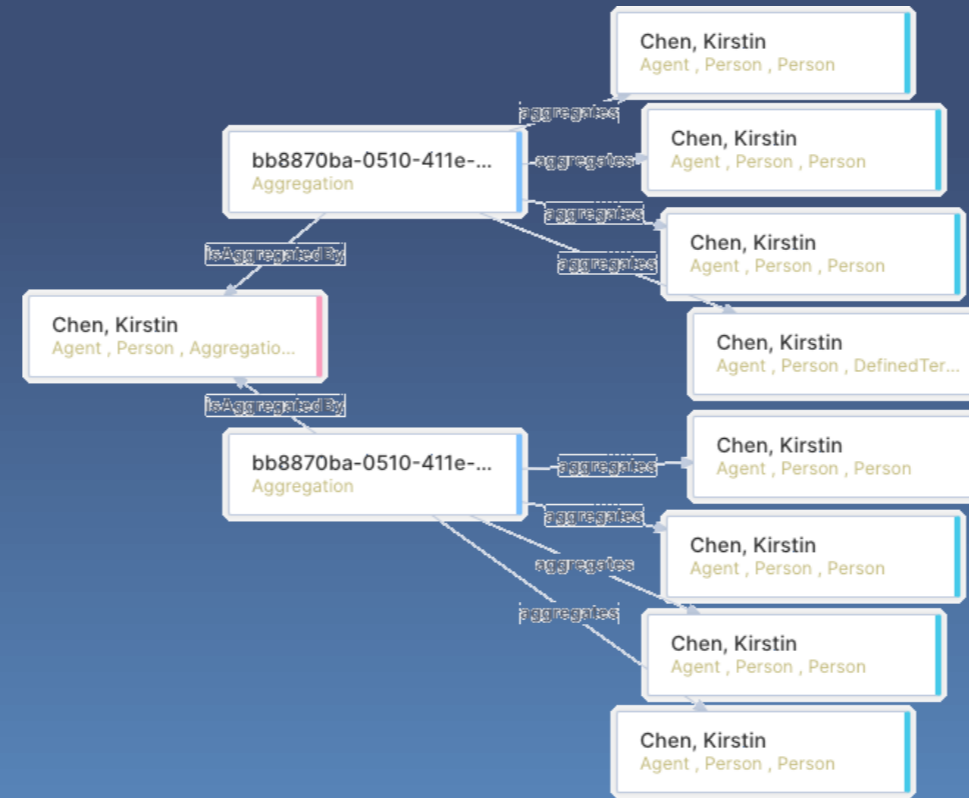 Chen, Kirstin
Agent , Person , Person
aggregates
Chen, Kirstin
Agent , Person , Person
bb8870ba-0510-411e-...
Aggregation
aggregates
aggregates
Chen, Kirstin
Agent , Person , Person
isAggregatedBy
aggregates
Chen, Kirstin
Agent , Person , Aggregatio...
Chen, Kirstin
Agent , Person , DefinedTer...
isAggregatedBy
Chen, Kirstin
Agent , Person , Person
bb8870ba-0510-411e-...
Aggregation
aggregates
aggregates
Chen, Kirstin
Agent , Person , Person
aggregates
aggregates
Chen, Kirstin
Agent , Person , Person
Chen, Kirstin
Agent , Person , Person